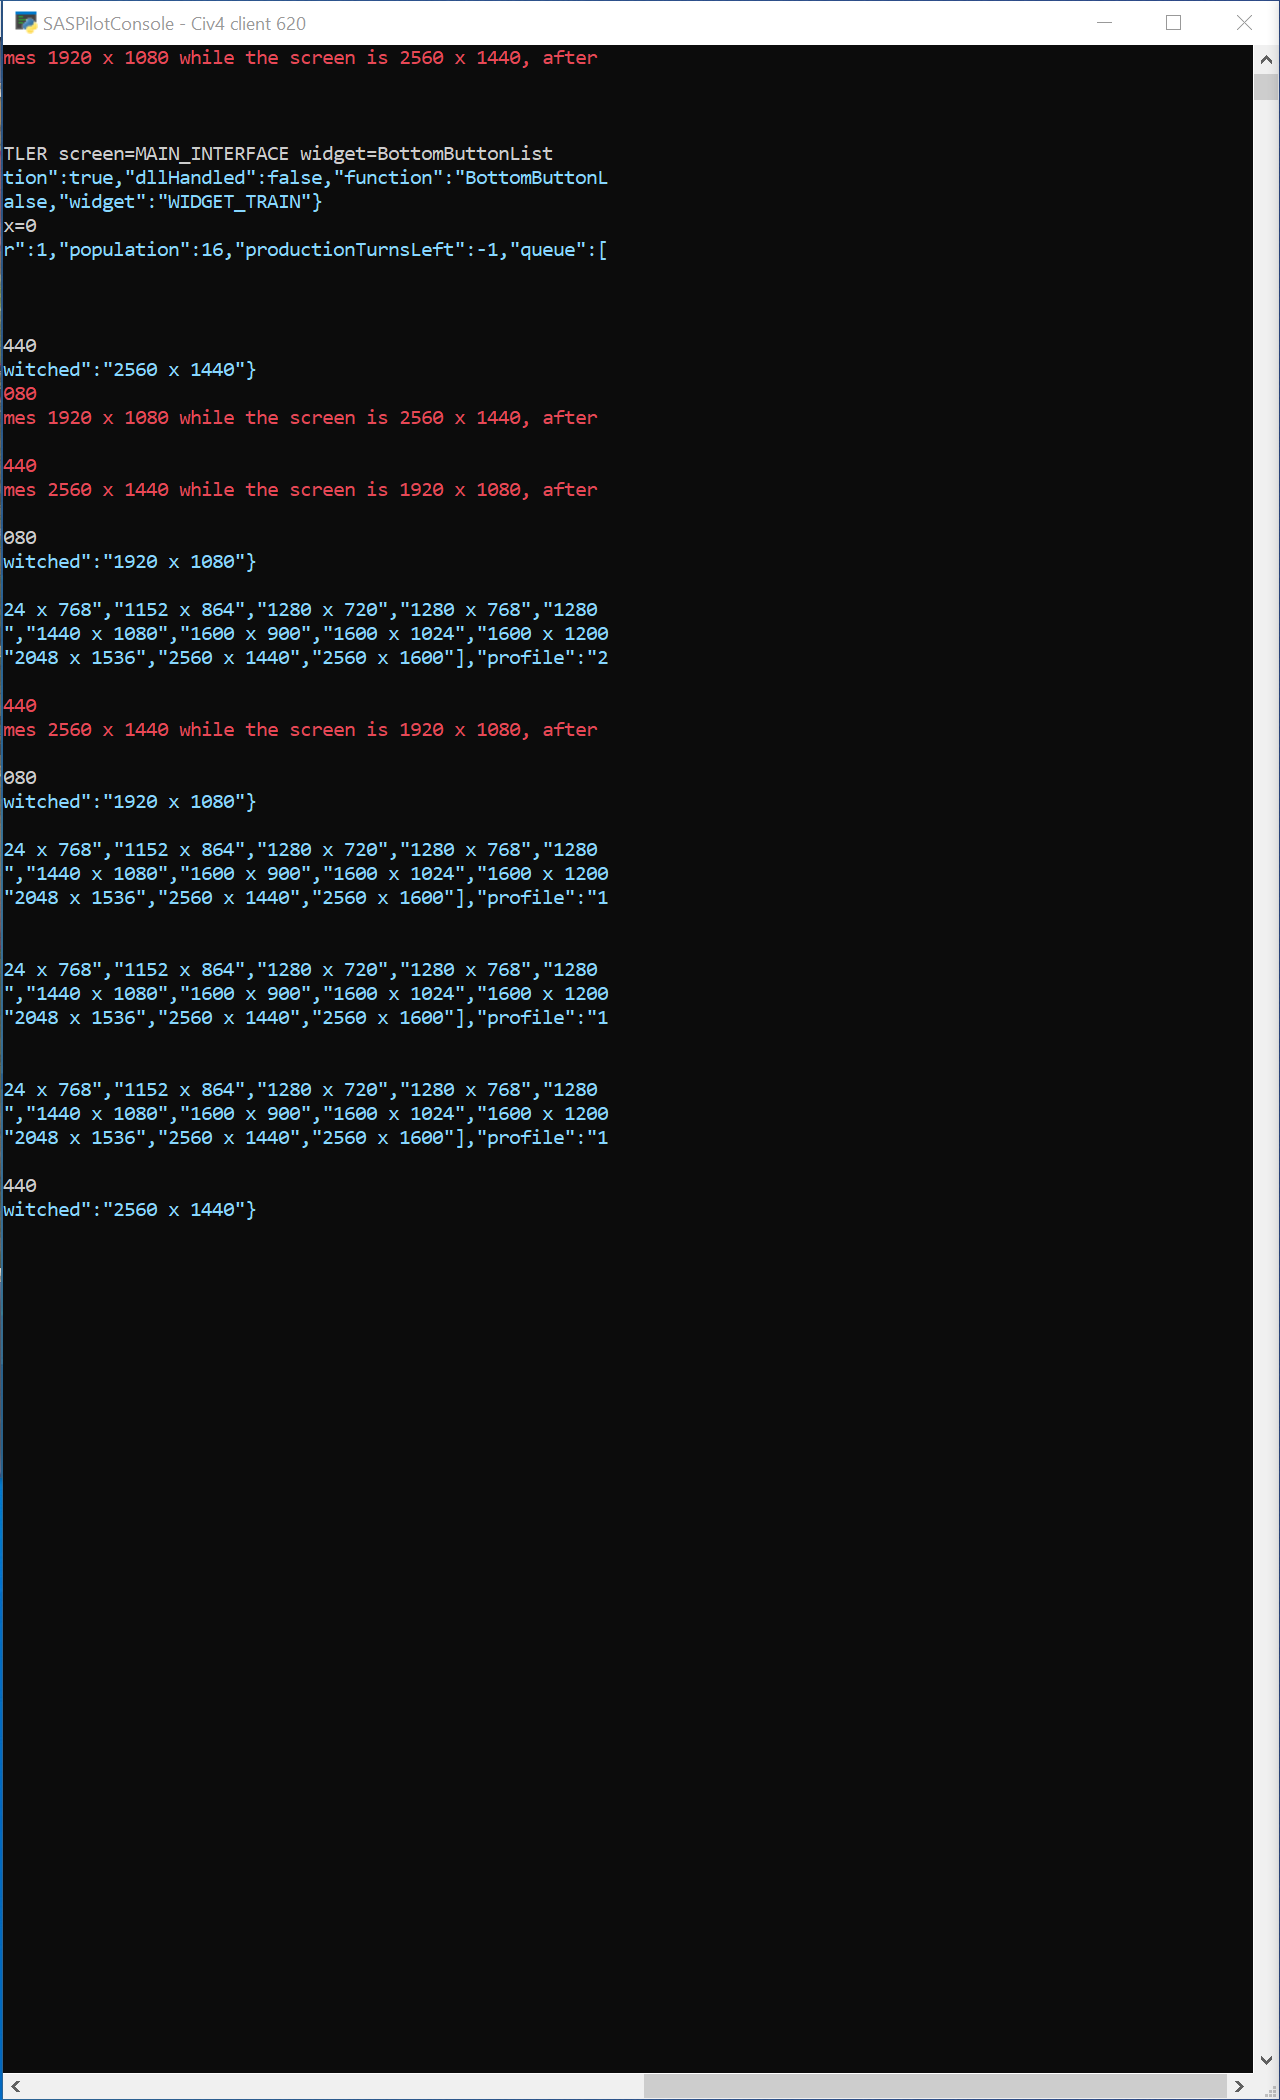 SASPilotConsole - Civ4 client 620
mes 1920 x 1080 while the screen is 2560 x 1440, after
TLER screen=MAIN_INTERFACE widget=BottomButtonList
tion":true,"dllHandled":false,"function":"BottomButtonL
alse,"widget":"WIDGET_TRAIN"}
x=0
r":1,"population":16,"productionTurnsLeft":-1,"queue":[
440
witched":"2560 x 1440"}
080
mes 1920 x 1080 while the screen is 2560 x 1440, after
440
mes 2560 x 1440 while the screen is 1920 x 1080, after
080
witched":"1920 x 1080"}
24 x 768","1152 x 864","1280 x 720","1280 x 768","1280
","1440 x 1080","1600 x 900","1600 x 1024","1600 x 1200
"2048 x 1536","2560 x 1440","2560 x 1600"],"profile":"2
440
mes 2560 x 1440 while the screen is 1920 x 1080, after
080
witched":"1920 x 1080"}
24 x 768","1152 x 864","1280 x 720","1280 x 768","1280
","1440 x 1080","1600 x 900","1600 x 1024","1600 x 1200
"2048 x 1536","2560 x 1440","2560 x 1600"],"profile":"1
24 x 768","1152 x 864","1280 x 720","1280 x 768","1280
","1440 x 1080","1600 x 900","1600 x 1024","1600 x 1200
"2048 x 1536","2560 x 1440","2560 x 1600"],"profile":"1
24 x 768","1152 x 864","1280 x 720","1280 x 768","1280
","1440 x 1080","1600 x 900","1600 x 1024","1600 x 1200
"2048 x 1536","2560 x 1440","2560 x 1600"],"profile":"1
440
witched":"2560 x 1440"}